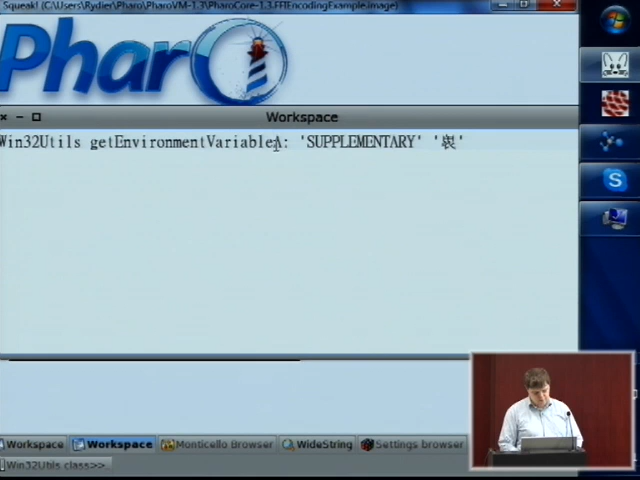 Squeak! (C:\Users\Rydier\Pharo\PharoVM-1.3\PharoCore-1.3.FFIEncodingExample.image)
Phar
Workspace
Win32Utils getEnvironmentVariableA: 'SUPPLEMENTARY' '
Workspace
Workspace
Monticello Browser
WideString
Settings browser
Win32Utils class>>